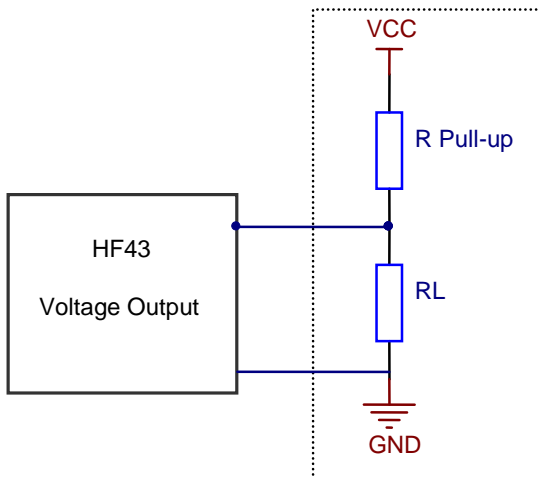 VCC
R Pull-up
HF43
Voltage Output
RL
GND